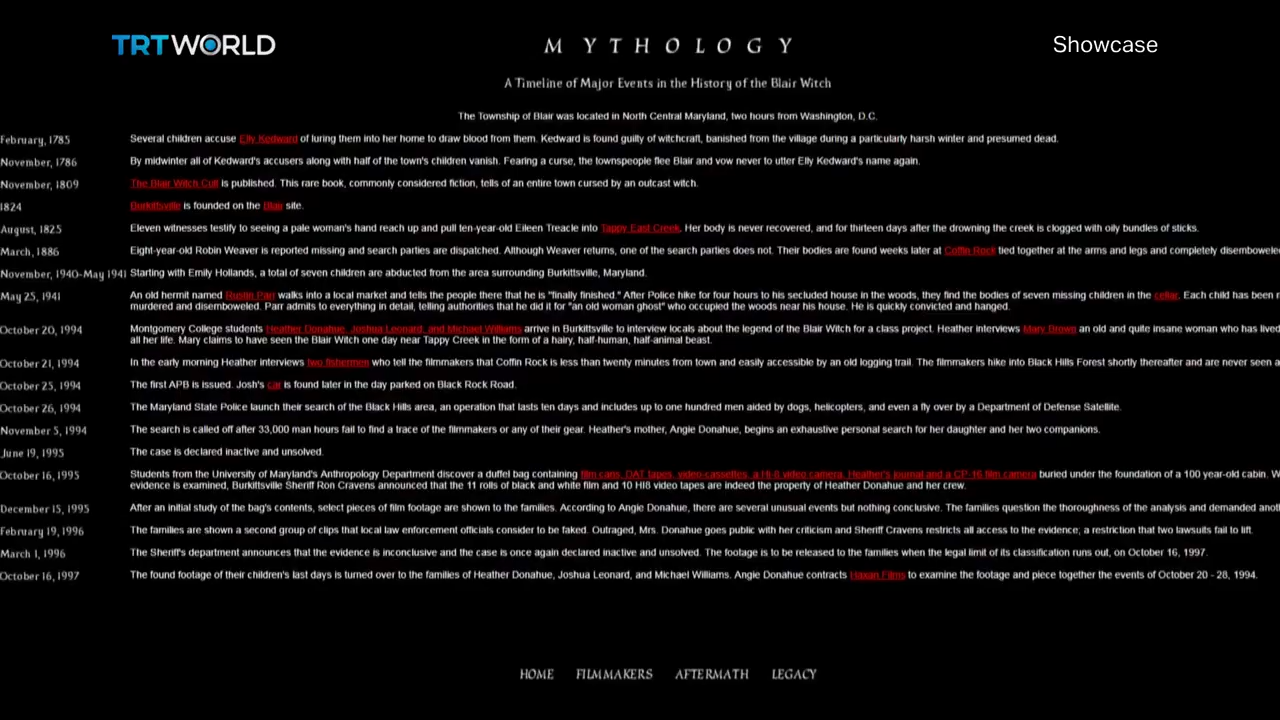 TRT WORLD
MYTHOLOGY
Showcase
A Timeline of Major Events in the History of the Blair Witch
The Township of Blair was located in North Central Maryland, two hours from Washington, D.C.
February, 1785 Several children accuse Elly Kedward of luring them into her home to draw blood from them. Kedward is found guilty of witchcraft, banished from the village during a particularly harsh winter and presumed dead.
November, 1786 By midwinter all of Kedward's accusers along with half of the town's children vanish. Fearing a curse, the townspeople flee Blair and vow never to utter Elly Kedward's name again.
November, 1809 The Blair Witch Cult is published. This rare book, commonly considered fiction, tells of an entire town cursed by an outcast witch.
1824 Burkittsville is founded on the Blair site.
August, 1825 Eleven witnesses testify to seeing a pale woman's hand reach up and pull ten-year-old Eileen Treacle into Tappy East Creek. Her body is never recovered, and for thirteen days after the drowning the creek is clogged with oily bundles of sticks.
March, 1886 Eight-year-old Robin Weaver is reported missing and search parties are dispatched. Although Weaver returns, one of the search parties does not. Their bodies are found weeks later at Coffin Rock tied together at the arms and legs and completely disembowele
November, 1940-May 1941 Starting with Emily Hollands, a total of seven children are abducted from the area surrounding Burkittsville, Maryland.
May 25, 1941 An old hermit named Rustin Parr walks into a local market and tells the people there that he is "finally finished." After Police hike for four hours to his secluded house in the woods, they find the bodies of seven missing children in the cellar. Each child has been r
murdered and disemboweled. Parr admits to everything in detail, telling authorities that he did it for "an old woman ghost" who occupied the woods near his house. He is quickly convicted and hanged.
October 20, 1994 Montgomery College students Heather Donahue, Joshua Leonard, and Michael Williams arrive in Burkittsville to interview locals about the legend of the Blair Witch for a class project. Heather interviews Mary Brown an old and quite insane woman who has lived
all her life. Mary claims to have seen the Blair Witch one day near Tappy Creek in the form of a hairy, half-human, half-animal beast.
October 21, 1994 In the early morning Heather interviews two fishermen who tell the filmmakers that Coffin Rock is less than twenty minutes from town and easily accessible by an old logging trail. The filmmakers hike into Black Hills Forest shortly thereafter and are never seen a
October 25, 1994 The first APB is issued. Josh's car is found later in the day parked on Black Rock Road.
October 26, 1994 The Maryland State Police launch their search of the Black Hills area, an operation that lasts ten days and includes up to one hundred men aided by dogs, helicopters, and even a fly over by a Department of Defense Satellite.
November 5, 1994 The search is called off after 33,000 man hours fail to find a trace of the filmmakers or any of their gear. Heather's mother, Angie Donahue, begins an exhaustive personal search for her daughter and her two companions.
June 19, 1995 The case is declared inactive and unsolved.
October 16, 1995 Students from the University of Maryland's Anthropology Department discover a duffel bag containing film cans, DAT tapes, video-cassettes, a Hi-8 video camera, Heather's journal and a CP-16 film camera buried under the foundation of a 100 year-old cabin. W
evidence is examined, Burkittsville Sheriff Ron Cravens announced that the 11 rolls of black and white film and 10 HI8 video tapes are indeed the property of Heather Donahue and her crew.
December 15, 1995 After an initial study of the bag's contents, select pieces of film footage are shown to the families. According to Angie Donahue, there are several unusual events but nothing conclusive. The families question the thoroughness of the analysis and demanded anot
February 19, 1996 The families are shown a second group of clips that local law enforcement officials consider to be faked. Outraged, Mrs. Donahue goes public with her criticism and Sheriff Cravens restricts all access to the evidence; a restriction that two lawsuits fail to lift.
March 1, 1996 The Sheriff's department announces that the evidence is inconclusive and the case is once again declared inactive and unsolved. The footage is to be released to the families when the legal limit of its classification runs out, on October 16, 1997.
October 16, 1997 The found footage of their children's last days is turned over to the families of Heather Donahue, Joshua Leonard, and Michael Williams. Angie Donahue contracts Haxan Films to examine the footage and piece together the events of October 20 - 28, 1994.
HOME FILMMAKERS AFTERMATH LEGACY